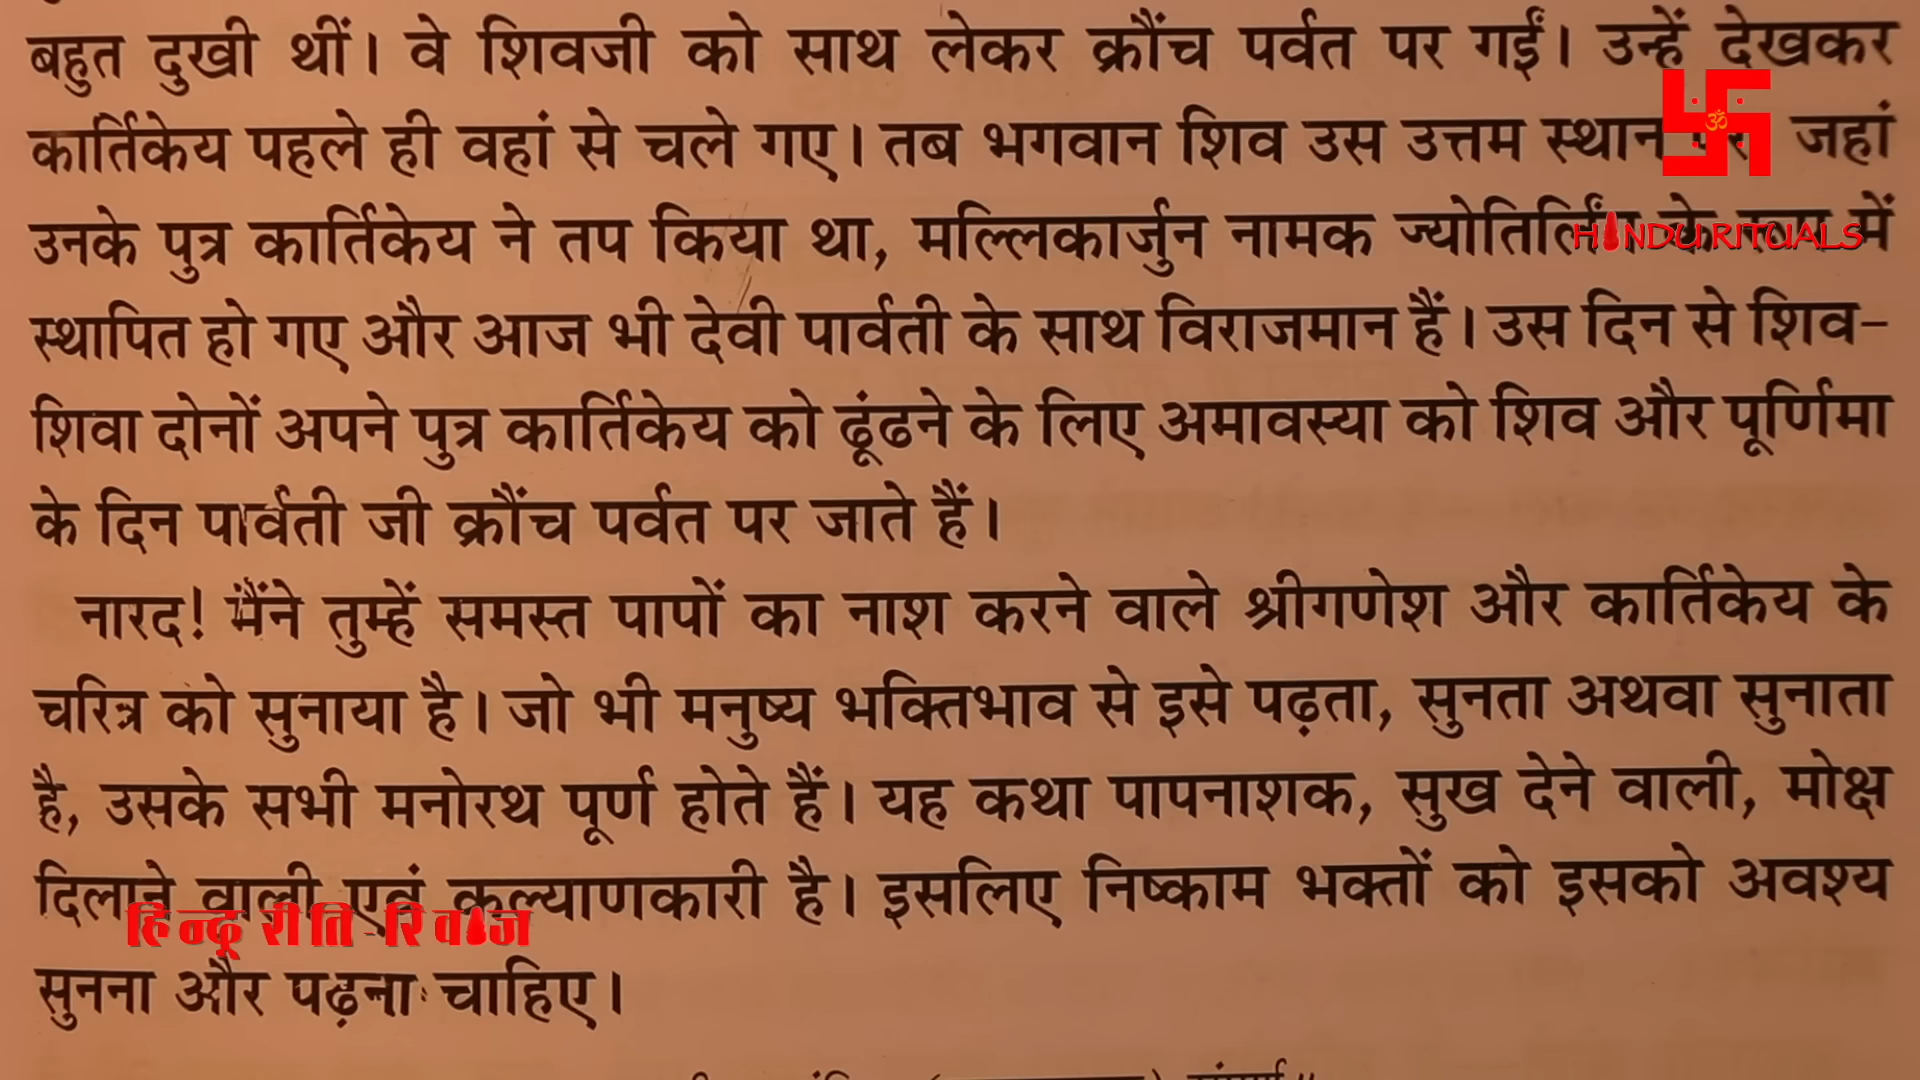 बहुत दुखी थीं। वे शिवजी को साथ लेकर क्रौंच पर्वत पर गईं। उन्हें देखकर
कार्तिकेय पहले ही वहां से चले गए। तब भगवान शिव उस उत्तम स्थान जहां
ॐ
उनके पुत्र कार्तिकेय ने तप किया था, मल्लिकार्जुन नामक ज्योतिर्लिंग के रूप में
HINDU RITUALS
स्थापित हो गए और आज भी देवी पार्वती के साथ विराजमान हैं। उस दिन से शिव-
शिवा दोनों अपने पुत्र कार्तिकेय को ढूंढने के लिए अमावस्या को शिव और पूर्णिमा
के दिन पार्वती जी क्रौंच पर्वत पर जाते हैं।
नारद! मैंने तुम्हें समस्त पापों का नाश करने वाले श्रीगणेश और कार्तिकेय के
चरित्र को सुनाया है। जो भी मनुष्य भक्तिभाव से इसे पढ़ता, सुनता अथवा सुनाता
है, उसके सभी मनोरथ पूर्ण होते हैं। यह कथा पापनाशक, सुख देने वाली, मोक्ष
दिलाने वाली एवं कल्याणकारी है। इसलिए निष्काम भक्तों को इसको अवश्य
हिन्दू रीति-रिवाज
सुनना और पढ़ना चाहिए।